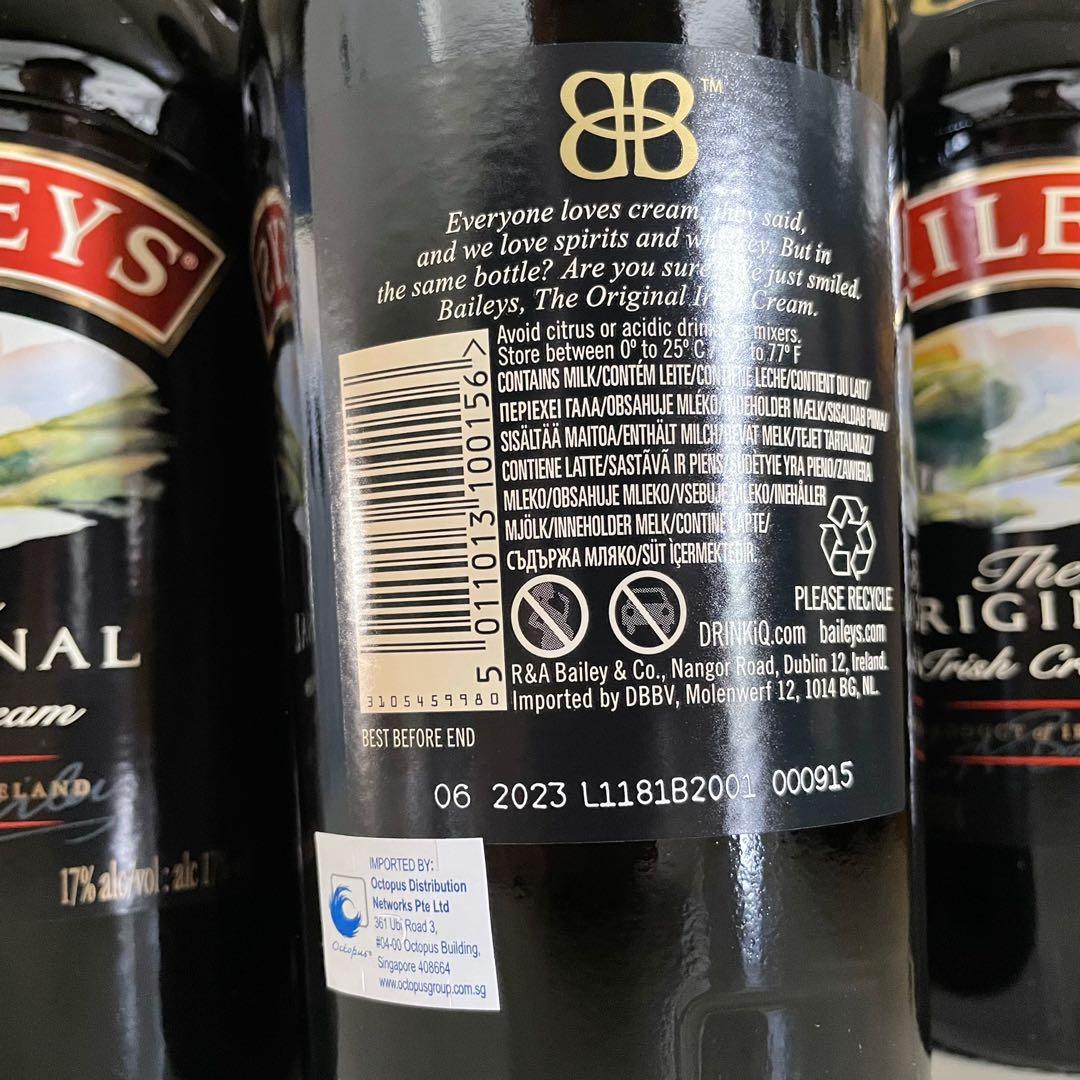 EYS®
NAL
eam
ELAND
17% alc/vol : alc 17
BB™
Everyone loves cream, they said,
and we love spirits and whiskey. But in
the same bottle? Are you sure? We just smiled.
Baileys, The Original Irish Cream.
Avoid citrus or acidic drinks as mixers.
Store between 0° to 25° C / 32° to 77° F
CONTAINS MILK/CONTÉM LEITE/CONTIENE LECHE/CONTIENT DU LAIT/
ΠΕΡΙΕΧΕΙ ΓΑΛΑ/OBSAHUJE MLÉKO/INDEHOLDER MÆLK/SISALDAB PIIMA/
SISÄLTÄÄ MAITOA/ENTHÄLT MILCH/BEVAT MELK/TEJET TARTALMAZ/
CONTIENE LATTE/SASTĀVĀ IR PIENS/SUDĖTYJE YRA PIENO/ZAWIERA
MLEKO/OBSAHUJE MLIEKO/VSEBUJE MLEKO/INEHÅLLER
MJÖLK/INNEHOLDER MELK/CONTINE LAPTE/
СЪДЪРЖА МЛЯКО/SÜT İÇERMEKTEDIR.
PLEASE RECYCLE
DRINKiQ.com baileys.com
R&A Bailey & Co., Nangor Road, Dublin 12, Ireland.
Imported by DBBV, Molenwerf 12, 1014 BG, NL.
5 011013 100156 >
3105459980
BEST BEFORE END
06 2023 L1181B2001 000915
IMPORTED BY:
Octopus Distribution
Networks Pte Ltd
361 Ubi Road 3,
#04-00 Octopus Building,
Singapore 408664
www.octopusgroup.com.sg
Octopus®
AILE
The
RIGI
Irish Cr